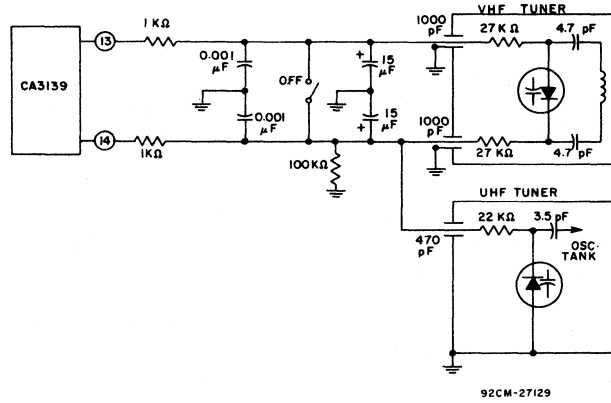 VHF TUNER
1 KΩ
1000 pF
27 KΩ
4.7 pF
13
0.001 μF
OFF
+ 15 μF
CA3139
0.001 μF
15 μF +
1000 pF
14
1KΩ
100KΩ
27 KΩ
4.7 pF
UHF TUNER
22 KΩ
3.5 pF
470 pF
OSC-
TANK
92CM-27129